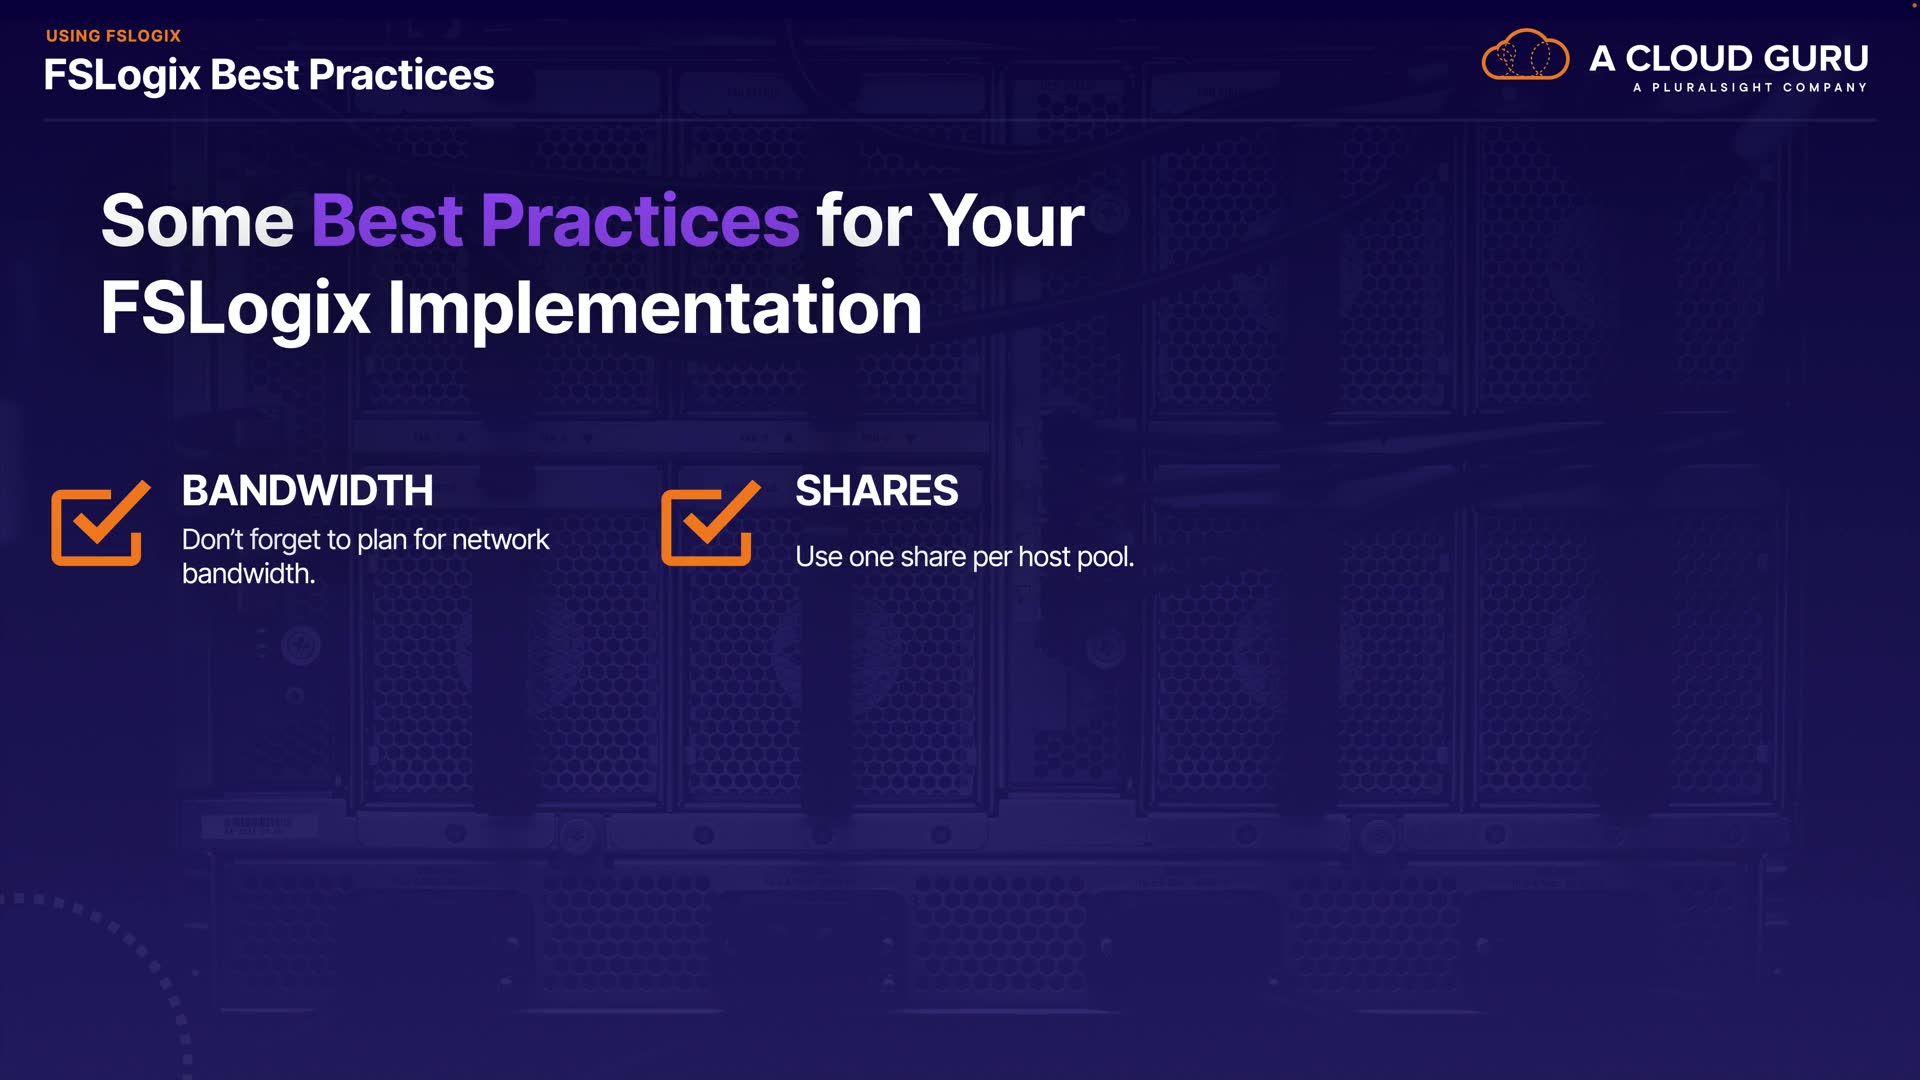 USING FSLOGIX
FSLogix Best Practices
A CLOUD GURU
A PLURALSIGHT COMPANY
Some Best Practices for Your
FSLogix Implementation
BANDWIDTH
Don’t forget to plan for network
bandwidth.
SHARES
Use one share per host pool.